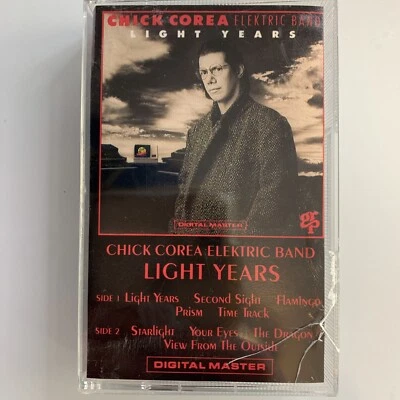 CHICK COREA ELEKTRIC BAND
LIGHT YEARS
DIGITAL MASTER
GRP
CHICK COREA ELEKTRIC BAND
LIGHT YEARS
SIDE 1 Light Years Second Sight Flamingo
Prism Time Track
SIDE 2 Starlight Your Eyes The Dragon
View From The Outside
DIGITAL MASTER